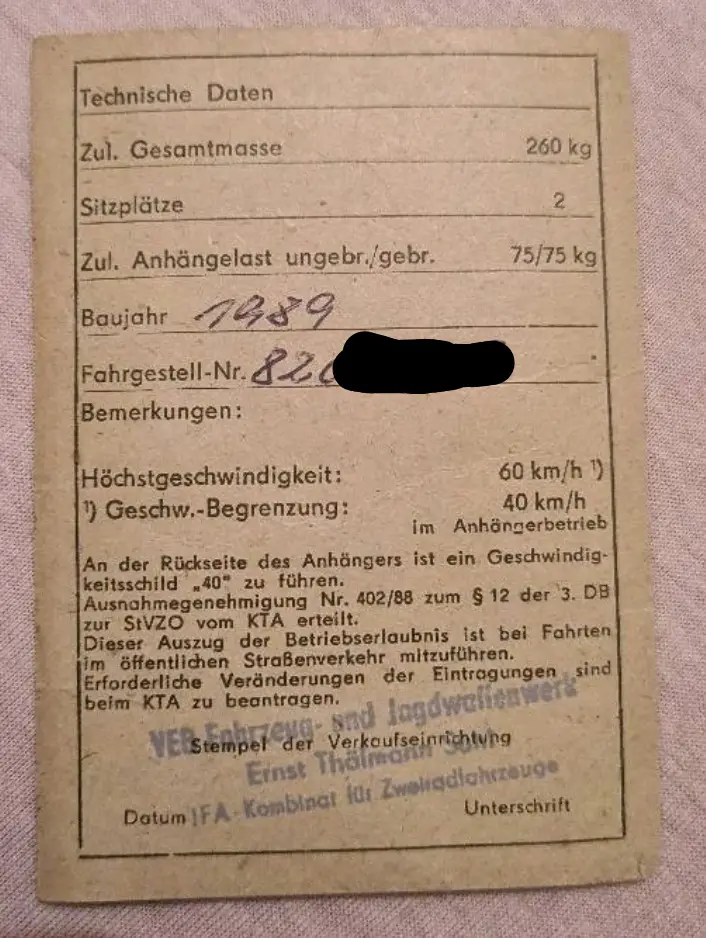 Technische Daten
Zul. Gesamtmasse 260 kg
Sitzplätze 2
Zul. Anhängelast ungebr./gebr. 75/75 kg
Baujahr 1989
Fahrgestell-Nr. 82
Bemerkungen:
Höchstgeschwindigkeit: 60 km/h ¹)
¹) Geschw.-Begrenzung: 40 km/h
im Anhängerbetrieb
An der Rückseite des Anhängers ist ein Geschwindig-
keitsschild „40" zu führen.
Ausnahmegenehmigung Nr. 402/88 zum § 12 der 3. DB
zur StVZO vom KTA erteilt.
Dieser Auszug der Betriebserlaubnis ist bei Fahrten
im öffentlichen Straßenverkehr mitzuführen.
Erforderliche Veränderungen der Eintragungen sind
beim KTA zu beantragen.
VEB Fahrzeug- und Jagdwaffenwerk
Stempel der Verkaufseinrichtung
Ernst Thälmann
IFA-Kombinat für Zweiradfahrzeuge
Datum Unterschrift